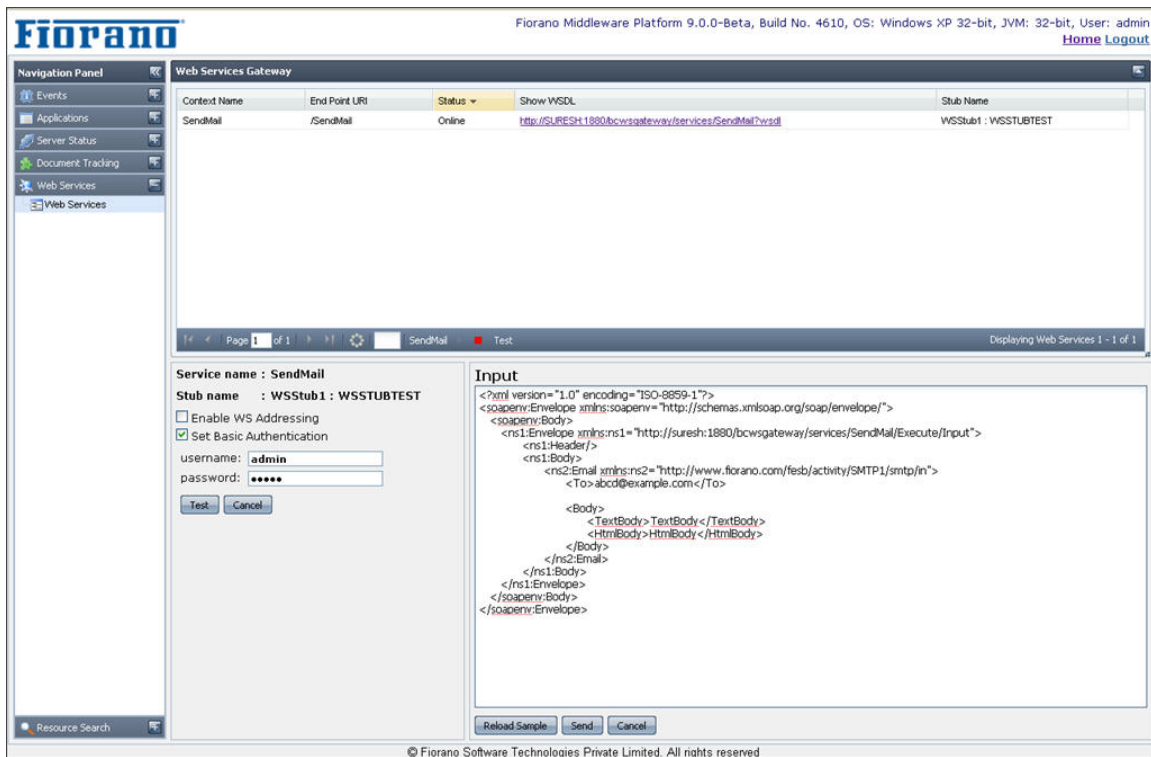 Fiorano
Fiorano Middleware Platform 9.0.0-Beta, Build No. 4610, OS: Windows XP 32-bit, JVM: 32-bit, User: admin
Home Logout
Navigation Panel
Events
Applications
Server Status
Document Tracking
Web Services
Web Services
Resource Search
Web Services Gateway
Context Name End Point URI Status Show WSDL Stub Name
SendMail /SendMail Online http://SURESH:1880/bcwsgateway/services/SendMail?wsdl WSStub1 : WSSTUBTEST
Page 1 of 1 SendMail Test Displaying Web Services 1 - 1 of 1
Service name : SendMail
Stub name : WSStub1 : WSSTUBTEST
Enable WS Addressing
Set Basic Authentication
username: admin
password: •••••
Test Cancel
Input
<?xml version="1.0" encoding="ISO-8859-1"?>
<soapenv:Envelope xmlns:soapenv="http://schemas.xmlsoap.org/soap/envelope/">
<soapenv:Body>
<ns1:Envelope xmlns:ns1="http://suresh:1880/bcwsgateway/services/SendMail/Execute/Input">
<ns1:Header/>
<ns1:Body>
<ns2:Email xmlns:ns2="http://www.fiorano.com/fesb/activity/SMTP1/smtp/in">
<To>abcd@example.com</To>
<Body>
<TextBody>TextBody</TextBody>
<HtmlBody>HtmlBody</HtmlBody>
</Body>
</ns2:Email>
</ns1:Body>
</ns1:Envelope>
</soapenv:Body>
</soapenv:Envelope>
Reload Sample Send Cancel
© Fiorano Software Technologies Private Limited. All rights reserved